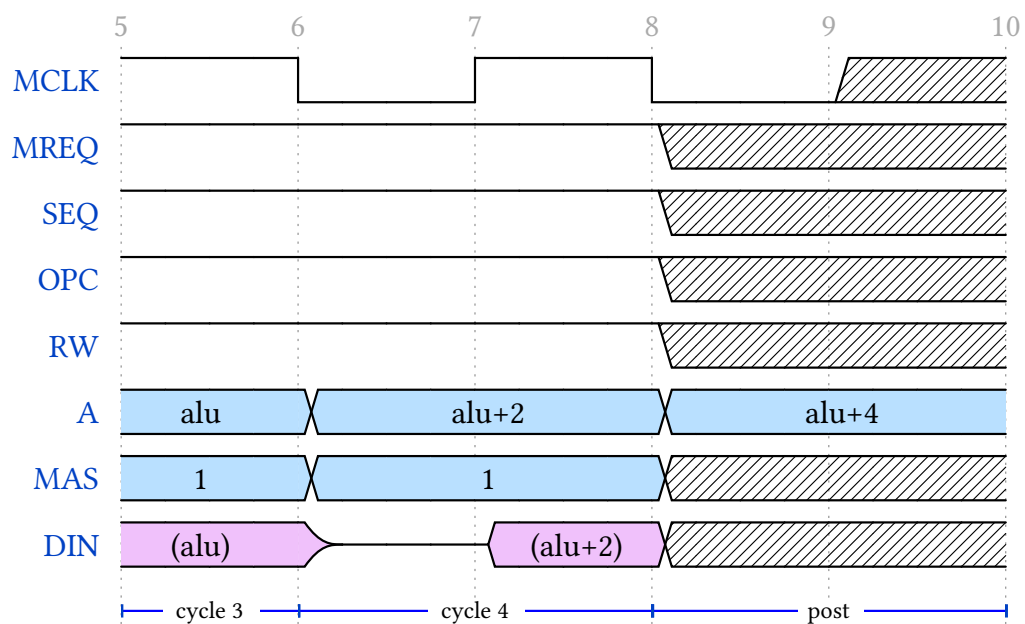 5 6 7 8 9 10
MCLK
MREQ
SEQ
OPC
RW
A alu alu+2 alu+4
MAS 1 1
DIN (alu) (alu+2)
cycle 3 cycle 4 post